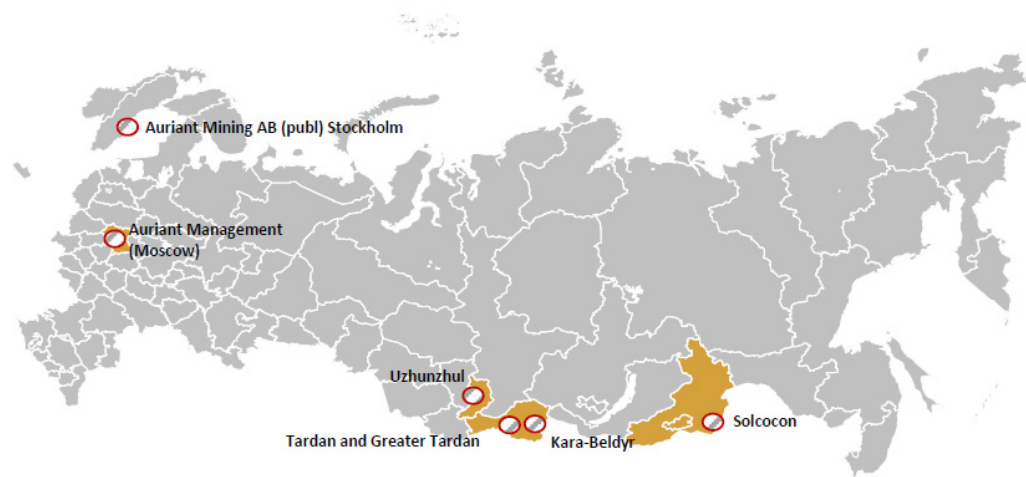 Auriant Mining AB (publ) Stockholm
Auriant Management
(Moscow)
Uzhunzhul
Tardan and Greater Tardan
Kara-Beldyr
Solcocon